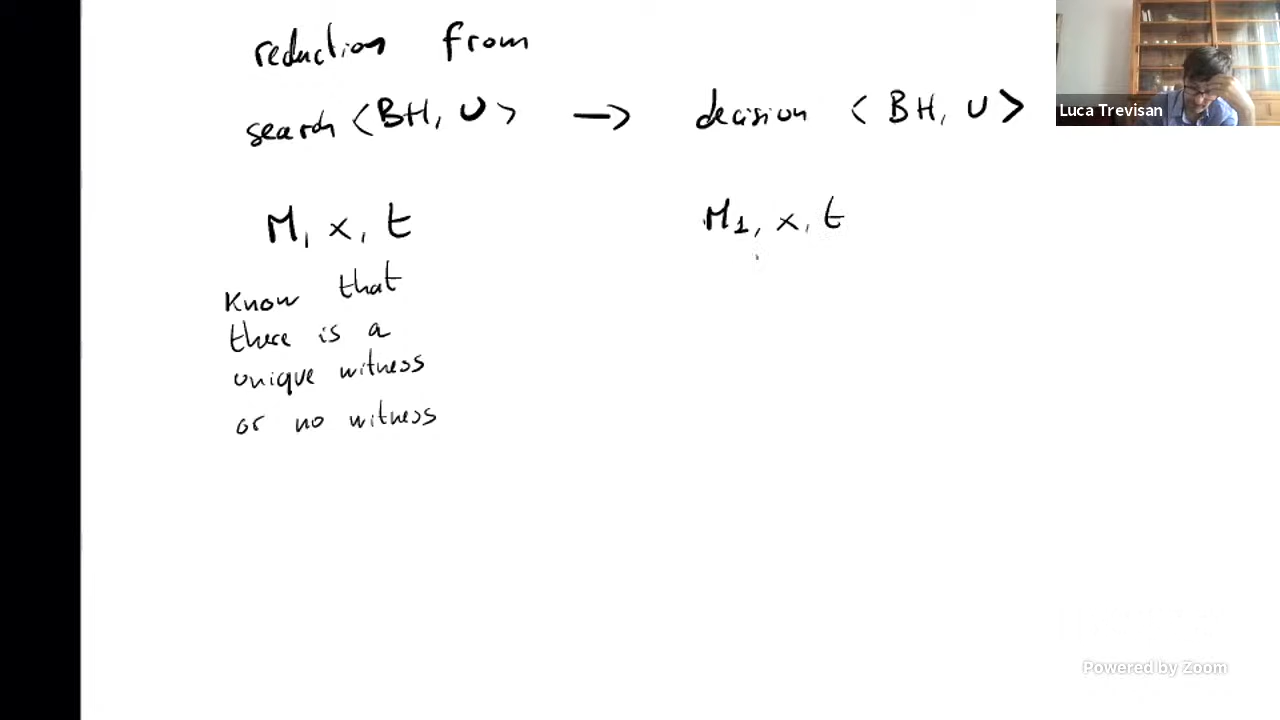 reduction from
search <BH, U> → decision <BH, U>
M, x, t
M1, x, t
Know that
there is a
unique witness
or no witness
Luca Trevisan
Powered by Zoom